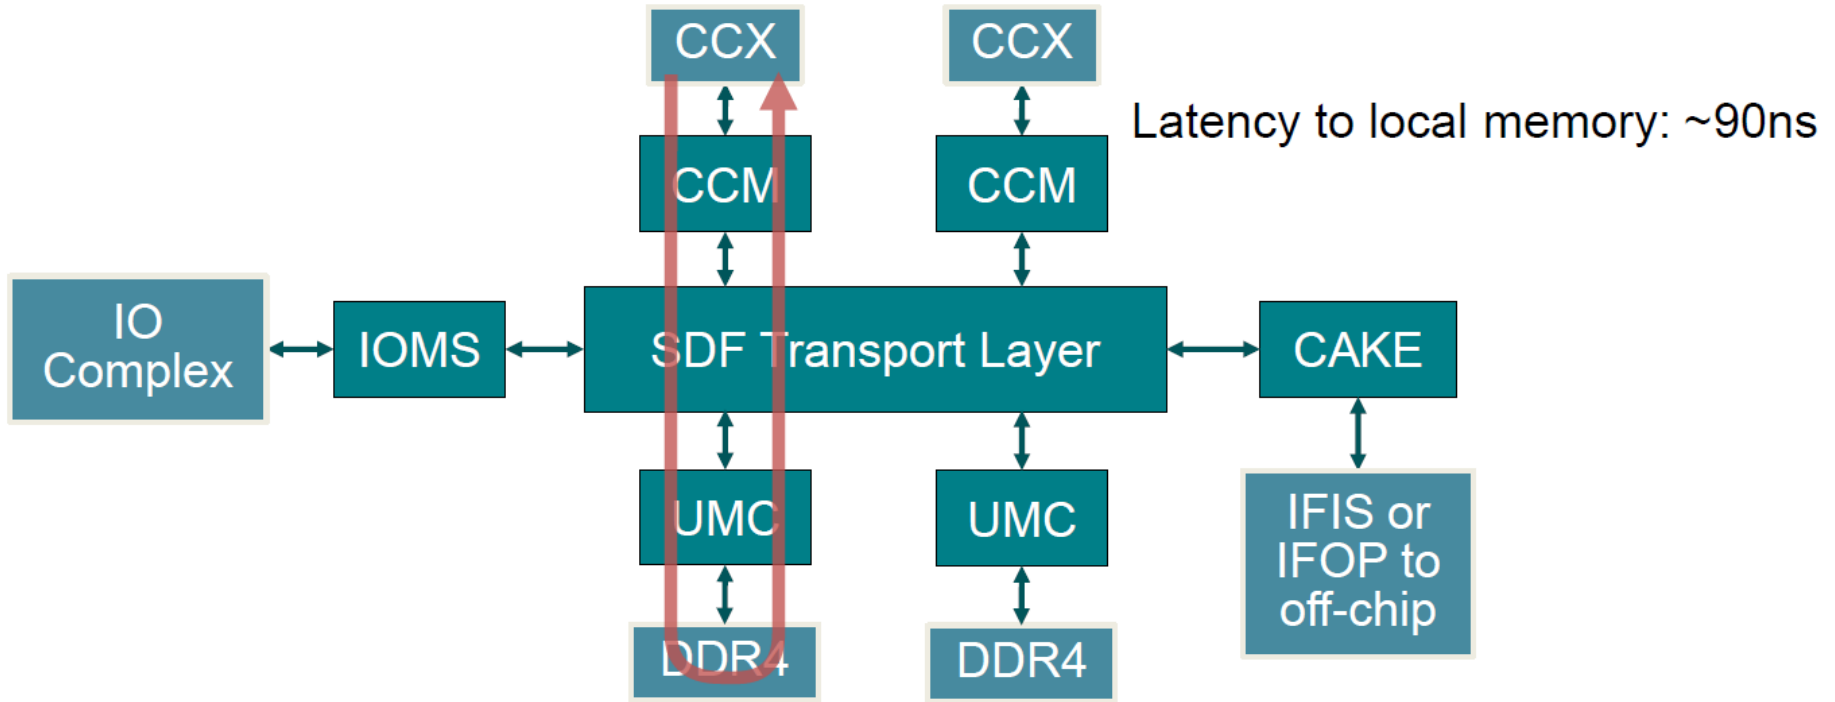 CCX
CCX
Latency to local memory: ~90ns
CCM
CCM
IO
Complex
IOMS
SDF Transport Layer
CAKE
UMC
UMC
IFIS or
IFOP to
off-chip
DDR4
DDR4